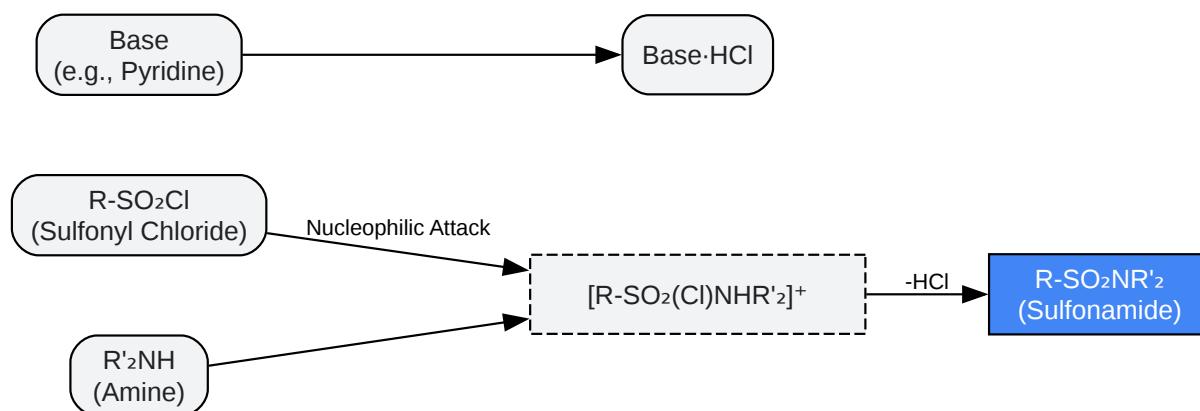 Base
(e.g., Pyridine)
Base·HCl
R-SO₂Cl
(Sulfonyl Chloride)
Nucleophilic Attack
[R-SO₂(Cl)NHR'₂]⁺
-HCl
R-SO₂NR'₂
(Sulfonamide)
R'₂NH
(Amine)